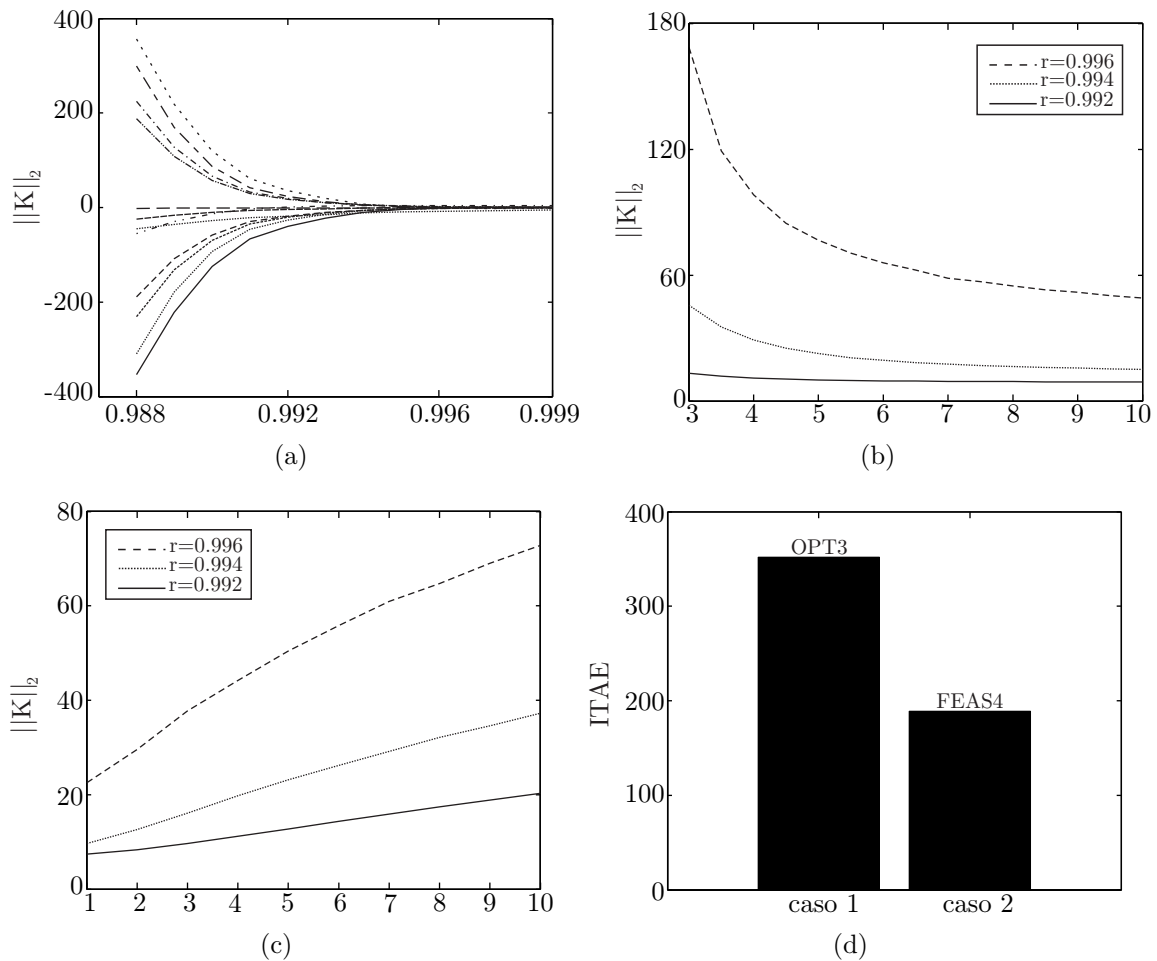 400
200
0
-200
-400
||K||₂
0.988
0.992
0.996
0.999
(a)
180
120
60
0
||K||₂
r=0.996
r=0.994
r=0.992
3
4
5
6
7
8
9
10
(b)
80
60
40
20
0
||K||₂
r=0.996
r=0.994
r=0.992
1
2
3
4
5
6
7
8
9
10
(c)
400
300
200
100
0
ITAE
OPT3
FEAS4
caso 1
caso 2
(d)